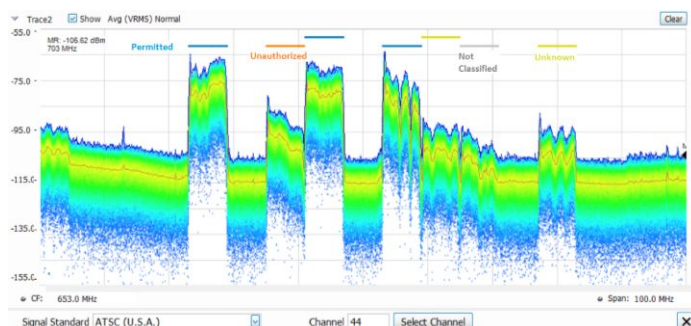 Trace2 Show Avg (VRMS) Normal Clear
-55.0
MR: -106.62 dBm
703 MHz
Permitted Unauthorized Not Classified Unknown
-75.0
-95.0
-115.0
-135.0
-155.0
CF: 653.0 MHz Span: 100.0 MHz
Signal Standard ATSC (U.S.A.) Channel 44 Select Channel